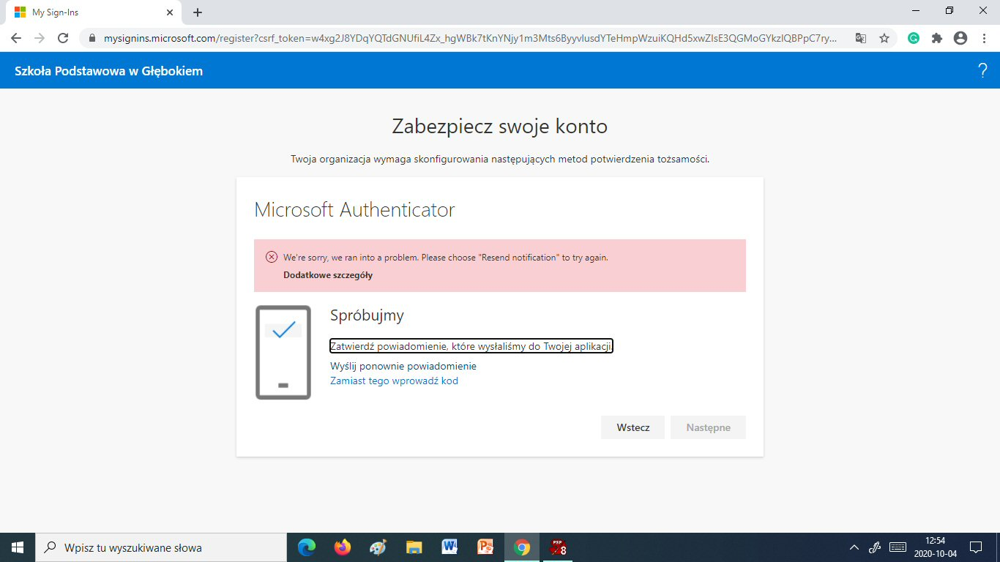 My Sign-Ins
mysignins.microsoft.com/register?csrf_token=w4xg2J8YDqYQTdGNUfiL4Zx_hgWBk7tKnYNjy1m3Mts6ByyvIusdYTeHmpWzuiKQHd5xwZIsE3QGMoGYkzIQBPpC7ry...
Szkoła Podstawowa w Głębokiem
?
Zabezpiecz swoje konto
Twoja organizacja wymaga skonfigurowania następujących metod potwierdzenia tożsamości.
Microsoft Authenticator
We're sorry, we ran into a problem. Please choose "Resend notification" to try again.
Dodatkowe szczegóły
Spróbujmy
Zatwierdź powiadomienie, które wysłaliśmy do Twojej aplikacji.
Wyślij ponownie powiadomienie
Zamiast tego wprowadź kod
Wstecz
Następne
Wpisz tu wyszukiwane słowa
PSP 8
12:54
2020-10-04